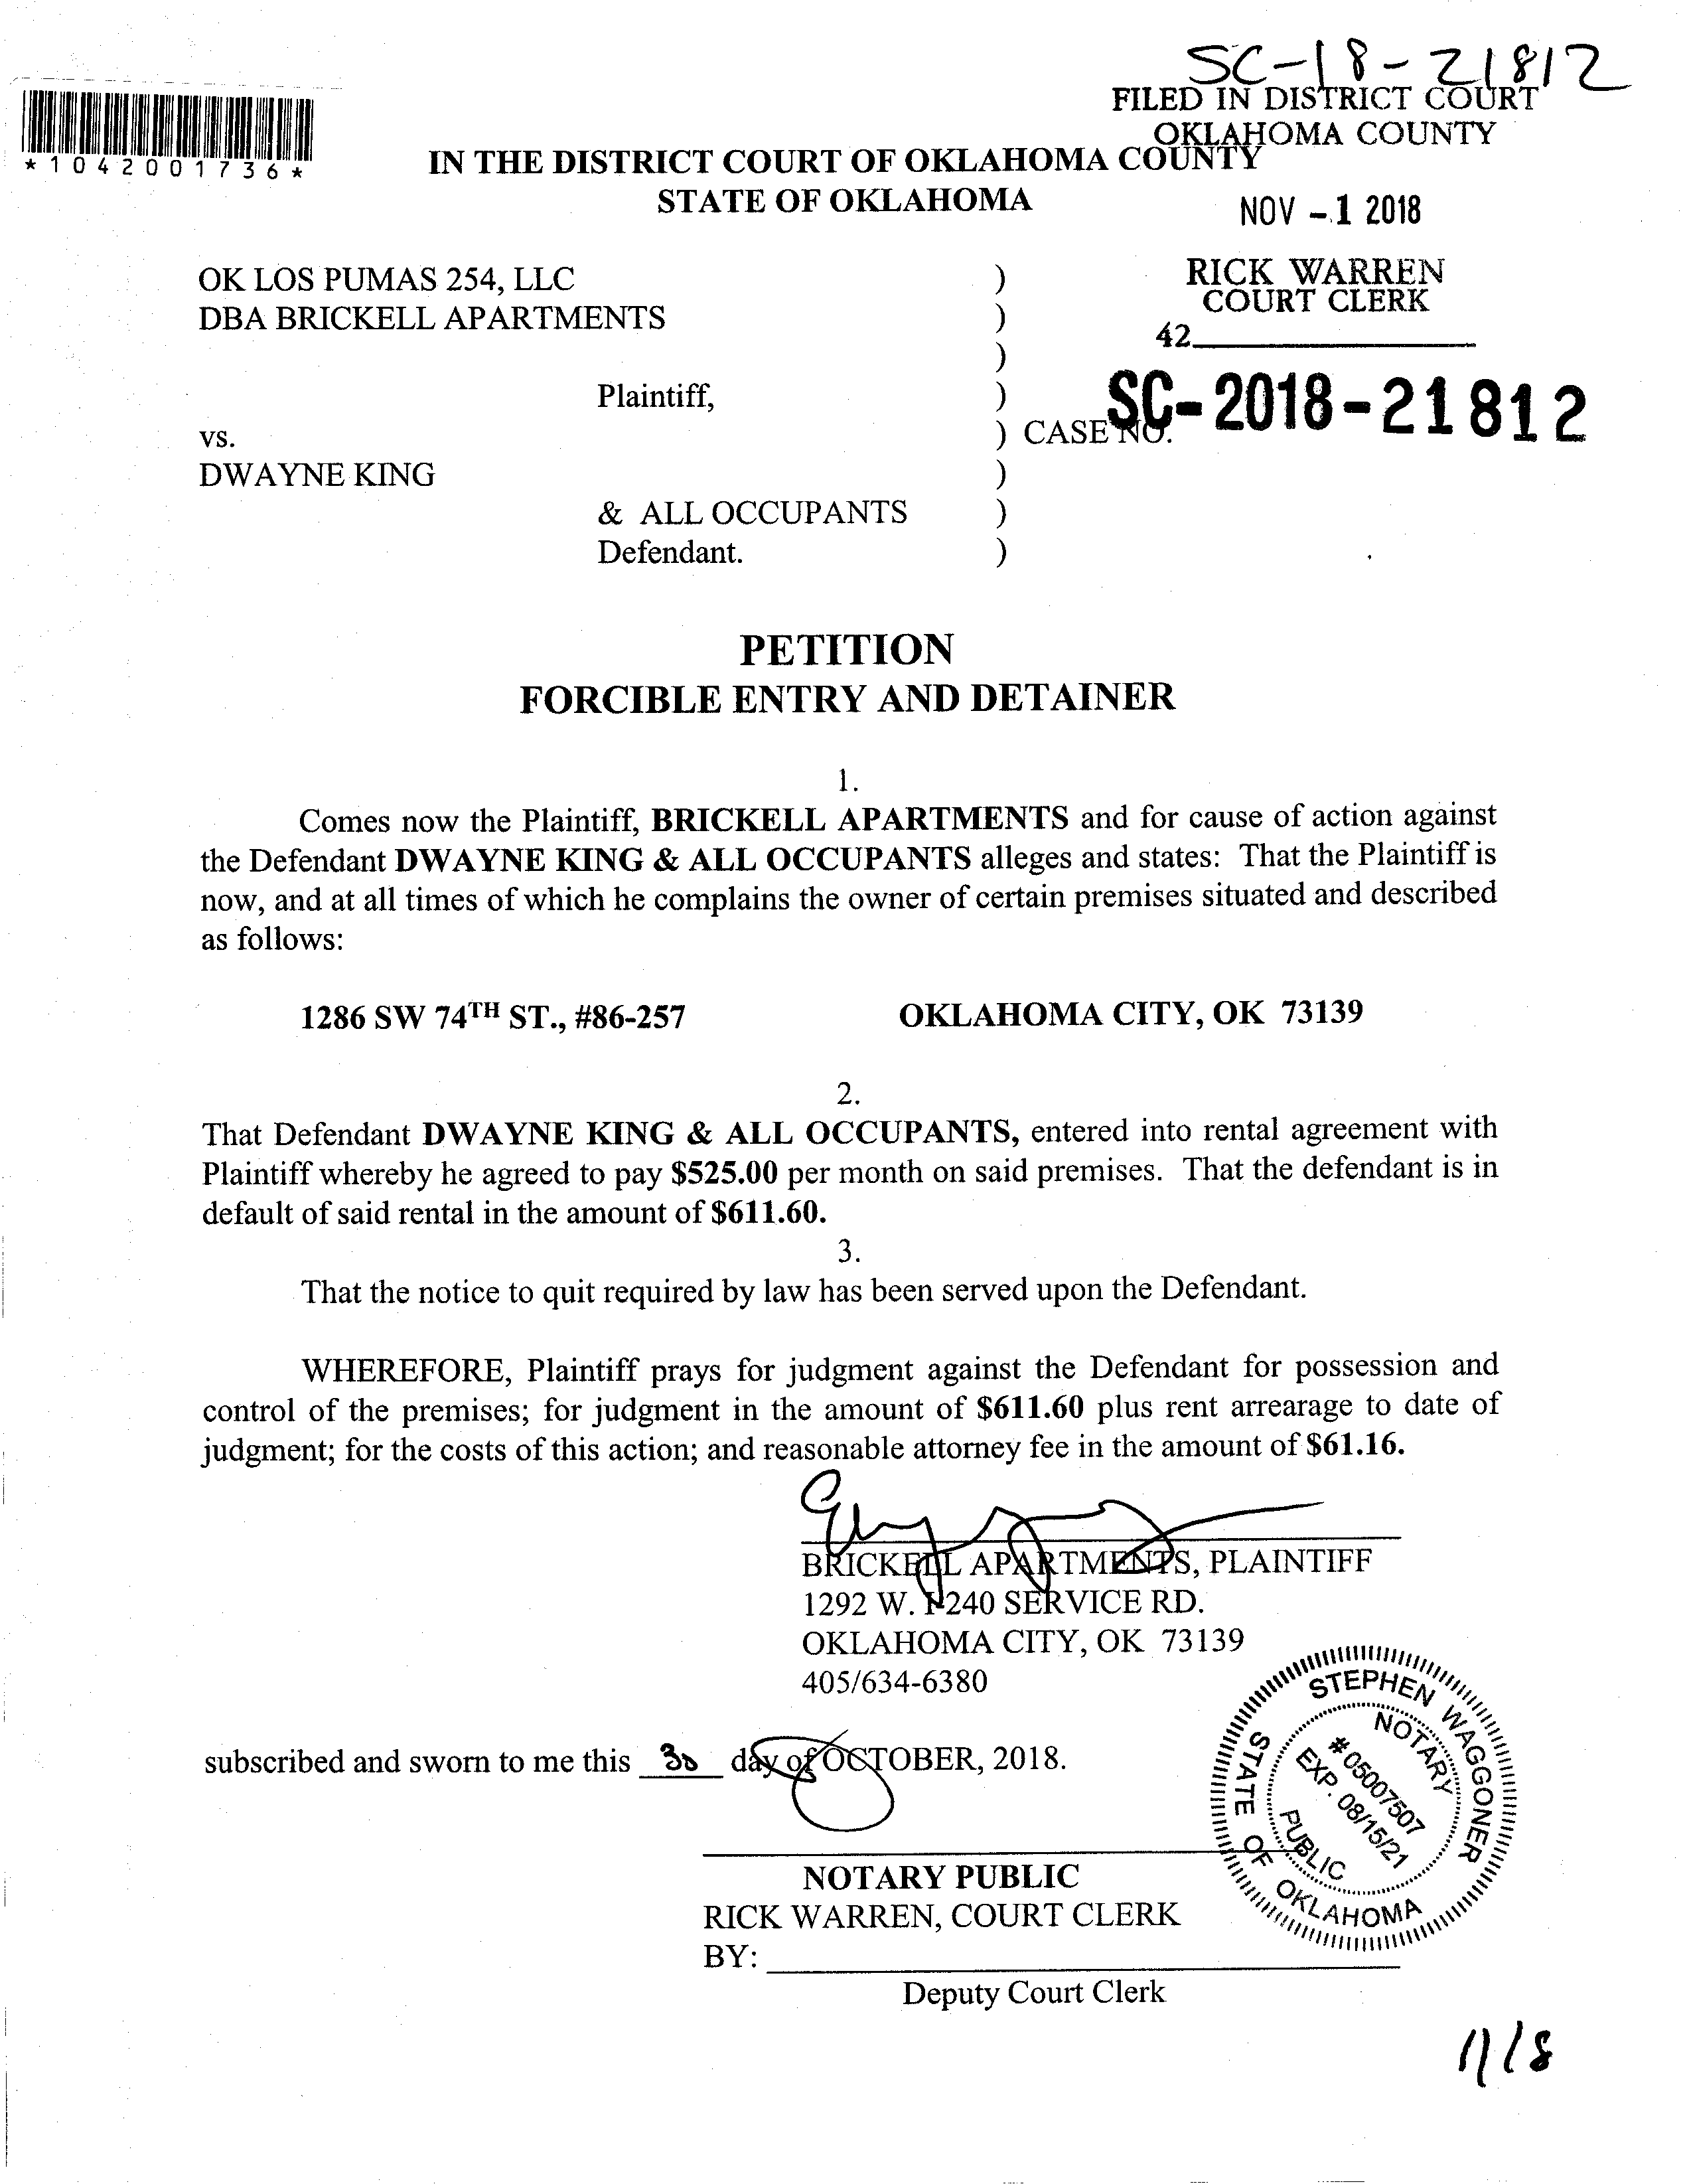 SC-18-21812
FILED IN DISTRICT COURT
OKLAHOMA COUNTY
*1042001736*
IN THE DISTRICT COURT OF OKLAHOMA COUNTY
STATE OF OKLAHOMA
NOV -1 2018
OK LOS PUMAS 254, LLC )
DBA BRICKELL APARTMENTS )
)
RICK WARREN
COURT CLERK
42
Plaintiff, )
vs. ) CASE NO. SC-2018-21812
DWAYNE KING )
& ALL OCCUPANTS )
Defendant. )
PETITION
FORCIBLE ENTRY AND DETAINER
1.
Comes now the Plaintiff, BRICKELL APARTMENTS and for cause of action against
the Defendant DWAYNE KING & ALL OCCUPANTS alleges and states: That the Plaintiff is
now, and at all times of which he complains the owner of certain premises situated and described
as follows:
1286 SW 74TH ST., #86-257 OKLAHOMA CITY, OK 73139
2.
That Defendant DWAYNE KING & ALL OCCUPANTS, entered into rental agreement with
Plaintiff whereby he agreed to pay $525.00 per month on said premises. That the defendant is in
default of said rental in the amount of $611.60.
3.
That the notice to quit required by law has been served upon the Defendant.
WHEREFORE, Plaintiff prays for judgment against the Defendant for possession and
control of the premises; for judgment in the amount of $611.60 plus rent arrearage to date of
judgment; for the costs of this action; and reasonable attorney fee in the amount of $61.16.
BRICKELL APARTMENTS, PLAINTIFF
1292 W. I-240 SERVICE RD.
OKLAHOMA CITY, OK 73139
405/634-6380
subscribed and sworn to me this 30 day of OCTOBER, 2018.
STEPHEN WAGGONER
NOTARY
# 05007507
EXP. 08/15/21
PUBLIC
STATE OF OKLAHOMA
NOTARY PUBLIC
RICK WARREN, COURT CLERK
BY:
Deputy Court Clerk
11/8